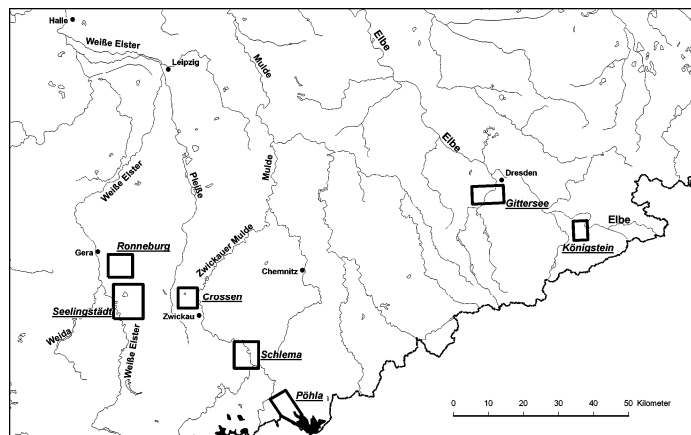 Halle
Weiße Elster
Leipzig
Mulde
Elbe
Elbe
Dresden
Gittersee
Weiße Elster
Pleiße
Mulde
Elbe
Königstein
Zwickauer Mulde
Gera
Ronneburg
Chemnitz
Crossen
Seelingstädt
Zwickau
Weida
Weiße Elster
Schlema
Pöhla
0 10 20 30 40 50 Kilometer